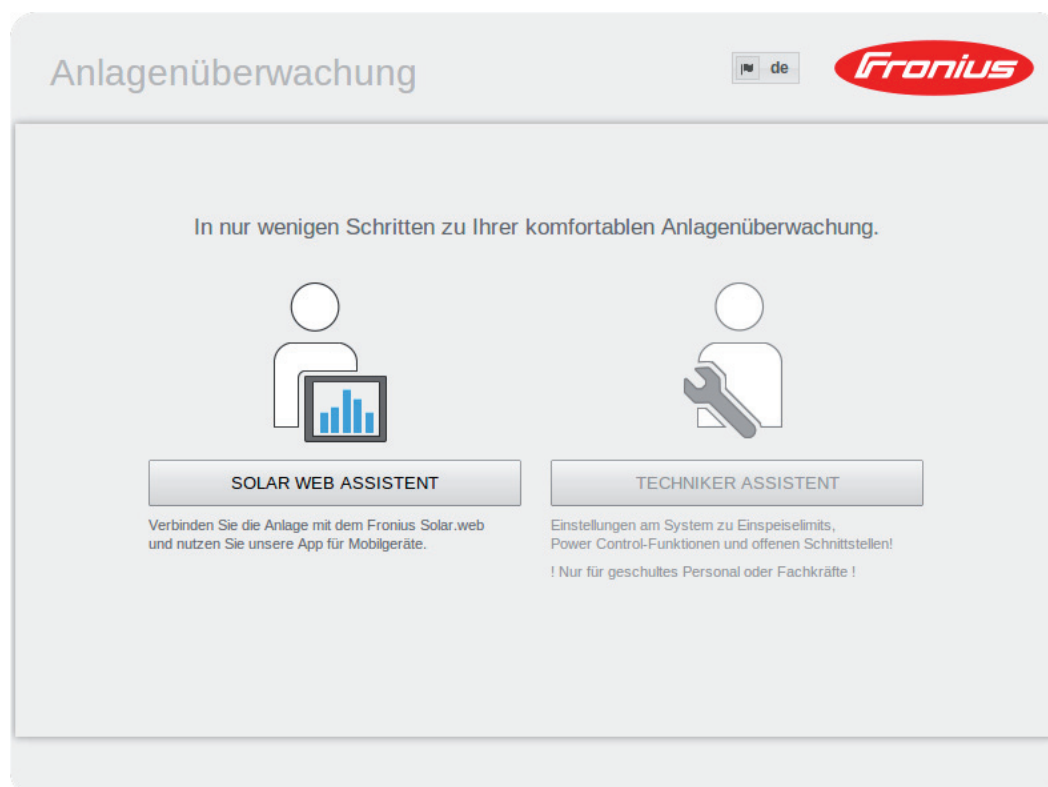 Anlagenüberwachung
de
Fronius
In nur wenigen Schritten zu Ihrer komfortablen Anlagenüberwachung.
SOLAR WEB ASSISTENT
Verbinden Sie die Anlage mit dem Fronius Solar.web
und nutzen Sie unsere App für Mobilgeräte.
TECHNIKER ASSISTENT
Einstellungen am System zu Einspeiselimits,
Power Control-Funktionen und offenen Schnittstellen!
! Nur für geschultes Personal oder Fachkräfte !